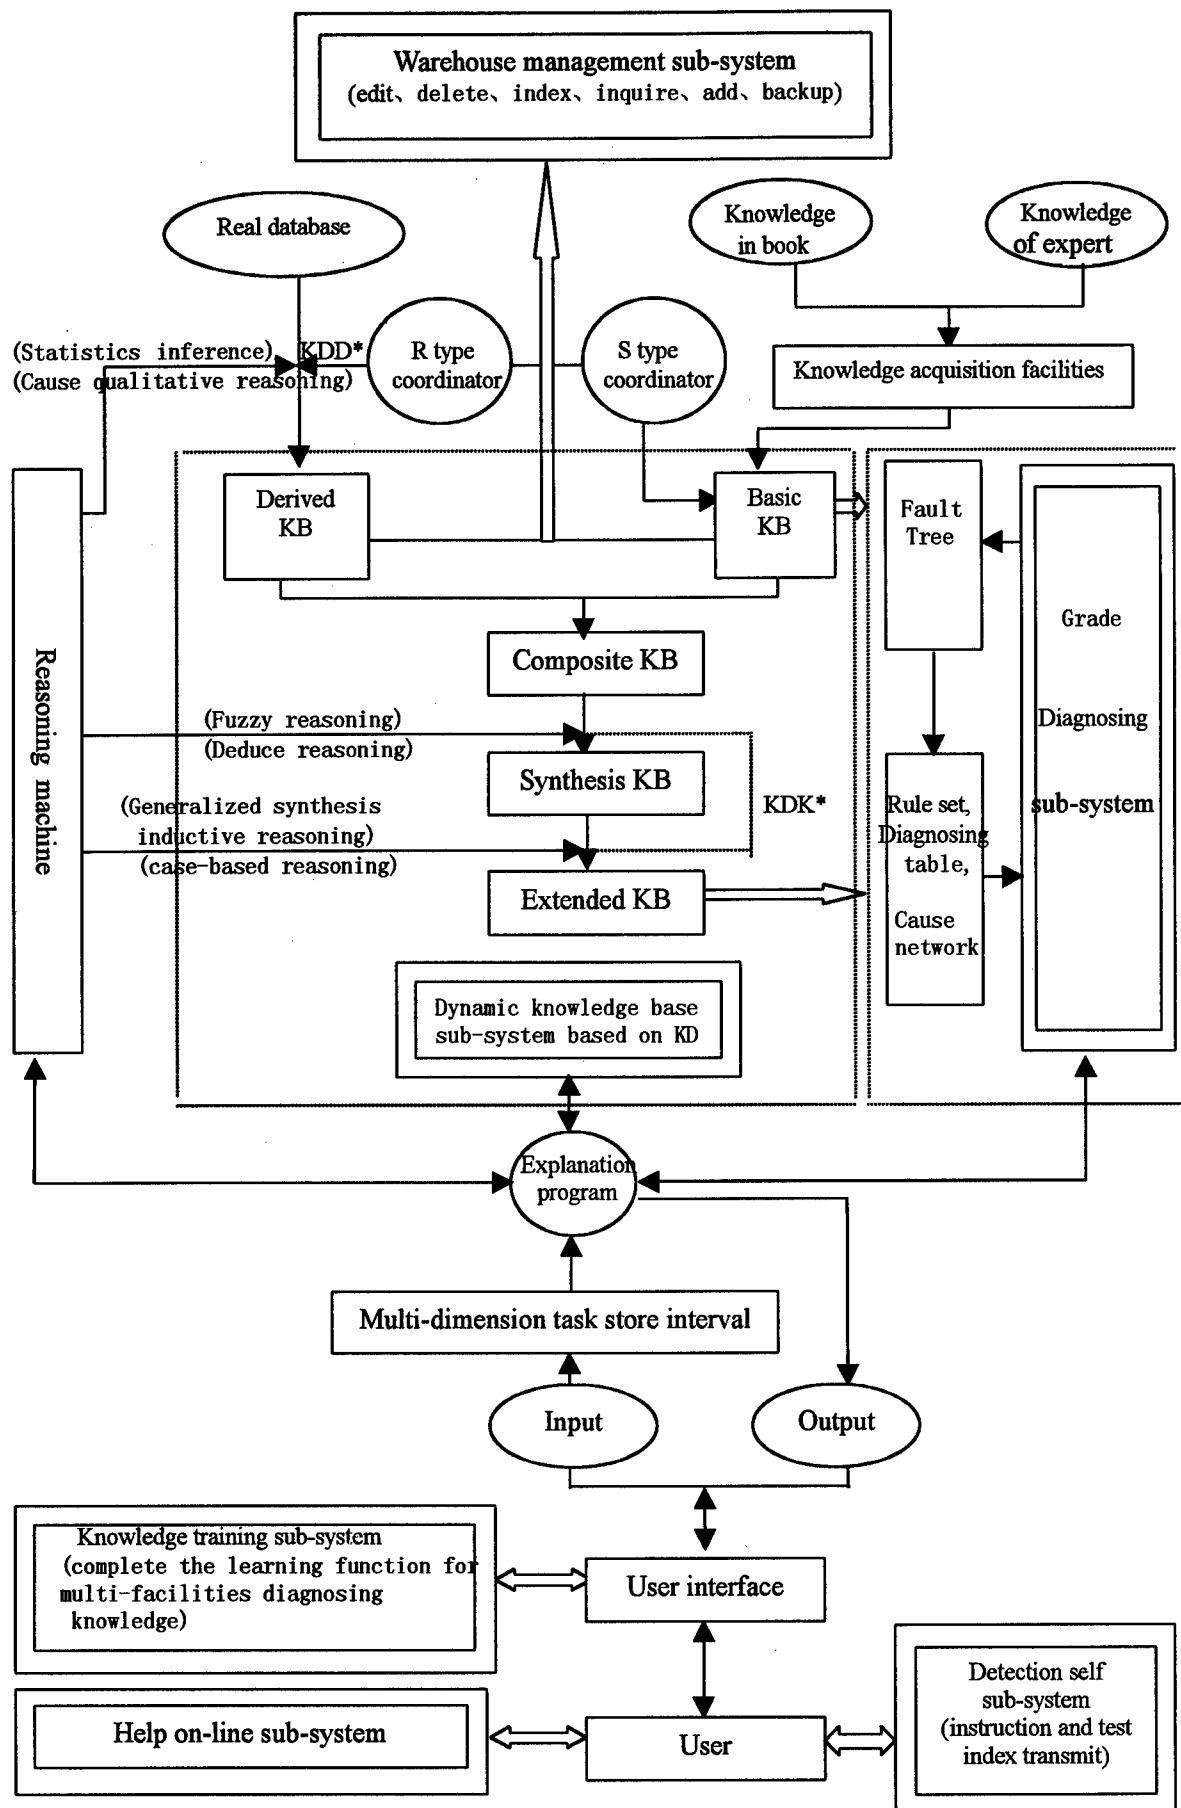 Warehouse management sub-system
(edit、delete、index、inquire、add、backup)
Real database
Knowledge
in book
Knowledge
of expert
(Statistics inference) KDD*
(Cause qualitative reasoning)
R type
coordinator
S type
coordinator
Knowledge acquisition facilities
Derived
KB
Basic
KB
Fault
Tree
Grade
Diagnosing
sub-system
Reasoning machine
Composite KB
(Fuzzy reasoning)
(Deduce reasoning)
Synthesis KB
KDK*
(Generalized synthesis
inductive reasoning)
(case-based reasoning)
Extended KB
Rule set,
Diagnosing
table,
Cause
network
Dynamic knowledge base
sub-system based on KD
Explanation
program
Multi-dimension task store interval
Input
Output
Knowledge training sub-system
(complete the learning function for
multi-facilities diagnosing
knowledge)
User interface
Help on-line sub-system
User
Detection self
sub-system
(instruction and test
index transmit)